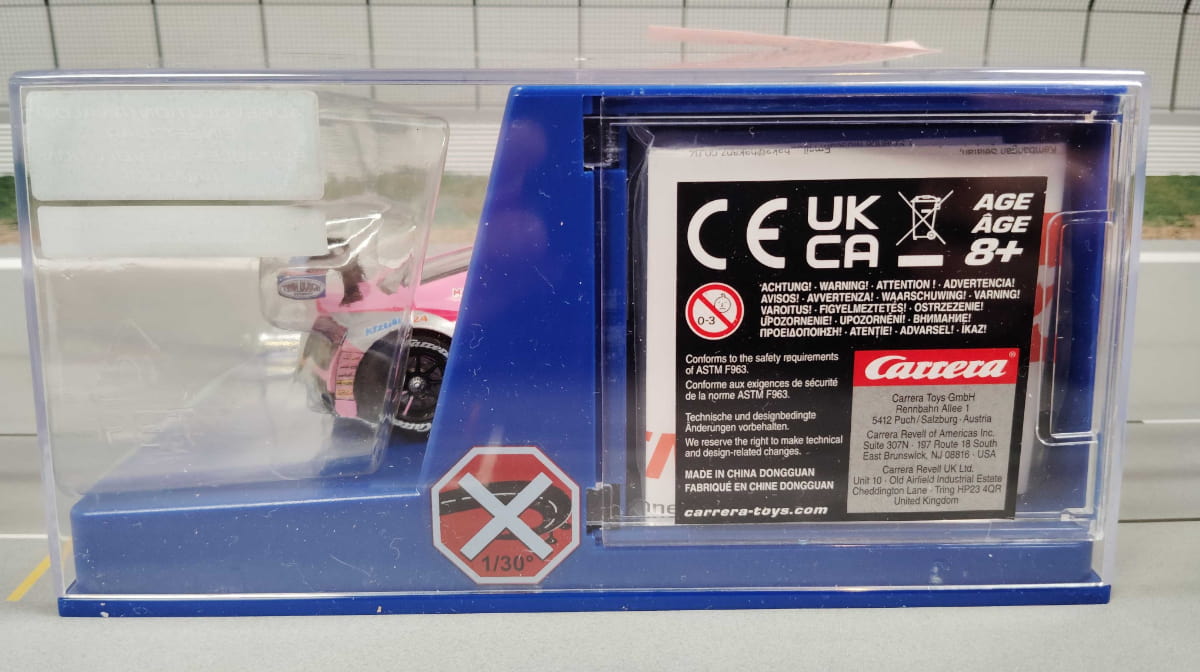 CE
UK
CA
AGE
ÂGE
8+
0-3
*ACHTUNG! · WARNING! · ATTENTION ! · ADVERTENCIA!
AVISOS! · AVVERTENZA! · WAARSCHUWING! · VARNING!
VAROITUS! · FIGYELMEZTETÉS! · OSTRZEŻENIE!
UPOZORNENIE! · UPOZORNĚNÍ! · ВНИМАНИЕ!
ΠΡΟΕΙΔΟΠΟΙΗΣΗ! · ATENȚIE! · ADVARSEL! · İKAZ!
Conforms to the safety requirements
of ASTM F963.
Conforme aux exigences de sécurité
de la norme ASTM F963.
Technische und designbedingte
Änderungen vorbehalten.
We reserve the right to make technical
and design-related changes.
MADE IN CHINA DONGGUAN
FABRIQUÉ EN CHINE DONGGUAN
carrera-toys.com
Carrera®
Carrera Toys GmbH
Rennbahn Allee 1
5412 Puch / Salzburg · Austria
Carrera Revell of Americas Inc.
Suite 307N · 197 Route 18 South
East Brunswick, NJ 08816 · USA
Carrera Revell UK Ltd.
Unit 10 · Old Airfield Industrial Estate
Cheddington Lane · Tring HP23 4QR
United Kingdom
1/30°